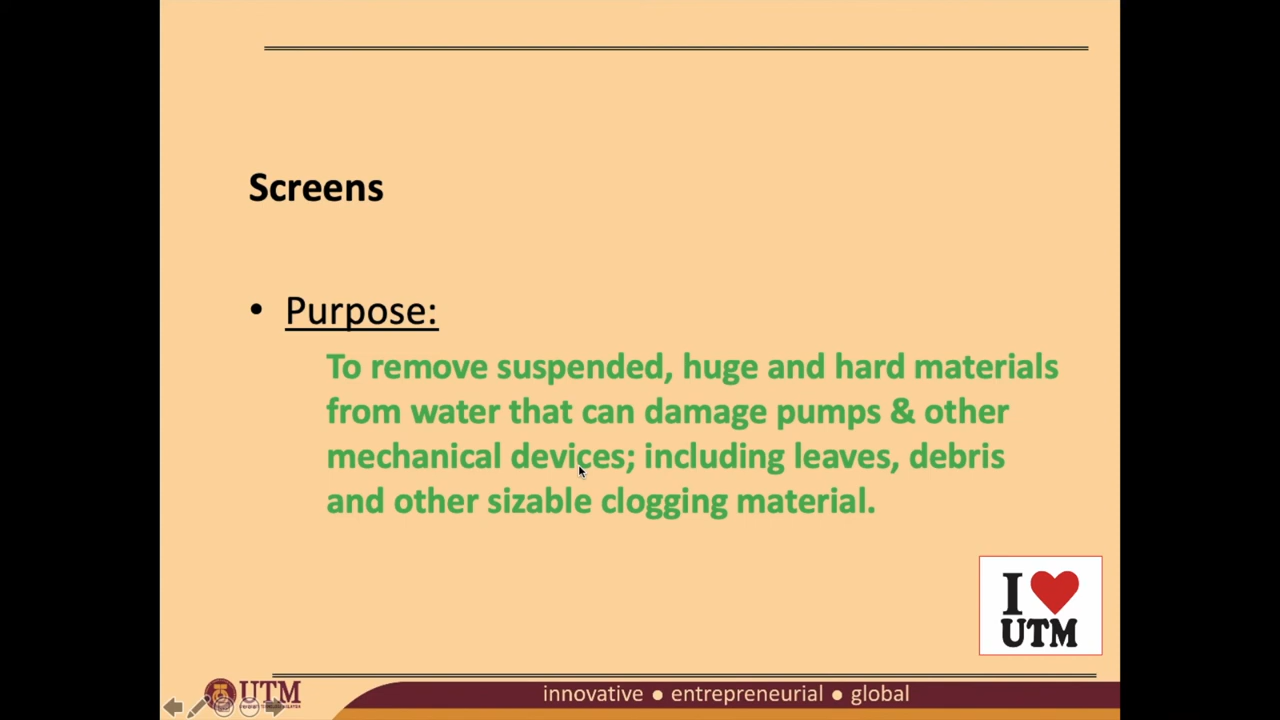 Screens
• Purpose:
To remove suspended, huge and hard materials
from water that can damage pumps & other
mechanical devices; including leaves, debris
and other sizable clogging material.
I ❤ UTM
UTM
innovative ● entrepreneurial ● global